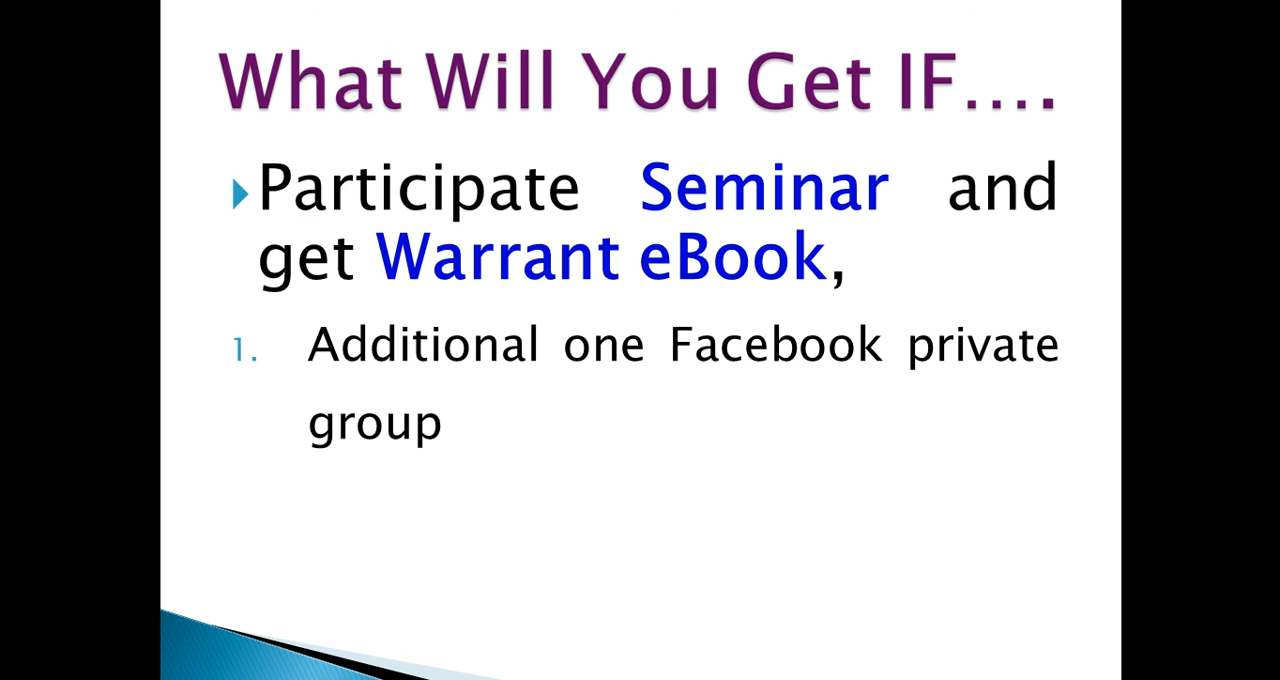 What Will You Get IF....
Participate Seminar and
get Warrant eBook,
1. Additional one Facebook private
group